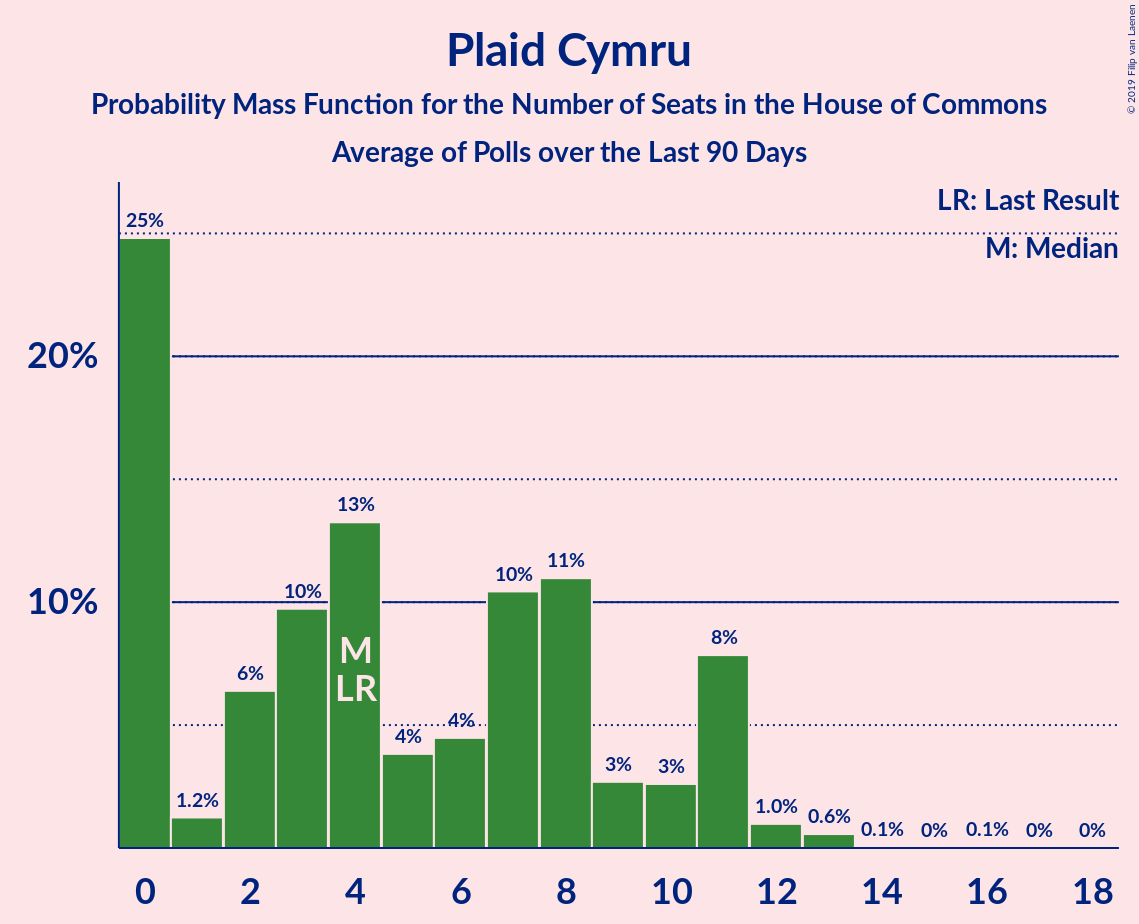 Plaid Cymru
Probability Mass Function for the Number of Seats in the House of Commons
Average of Polls over the Last 90 Days
© 2019 Filip van Laenen
LR: Last Result
M: Median
20%
10%
25%
1.2%
6%
10%
13%
4%
4%
10%
11%
3%
3%
8%
1.0%
0.6%
0.1%
0%
0.1%
0%
0%
M
LR
0 2 4 6 8 10 12 14 16 18